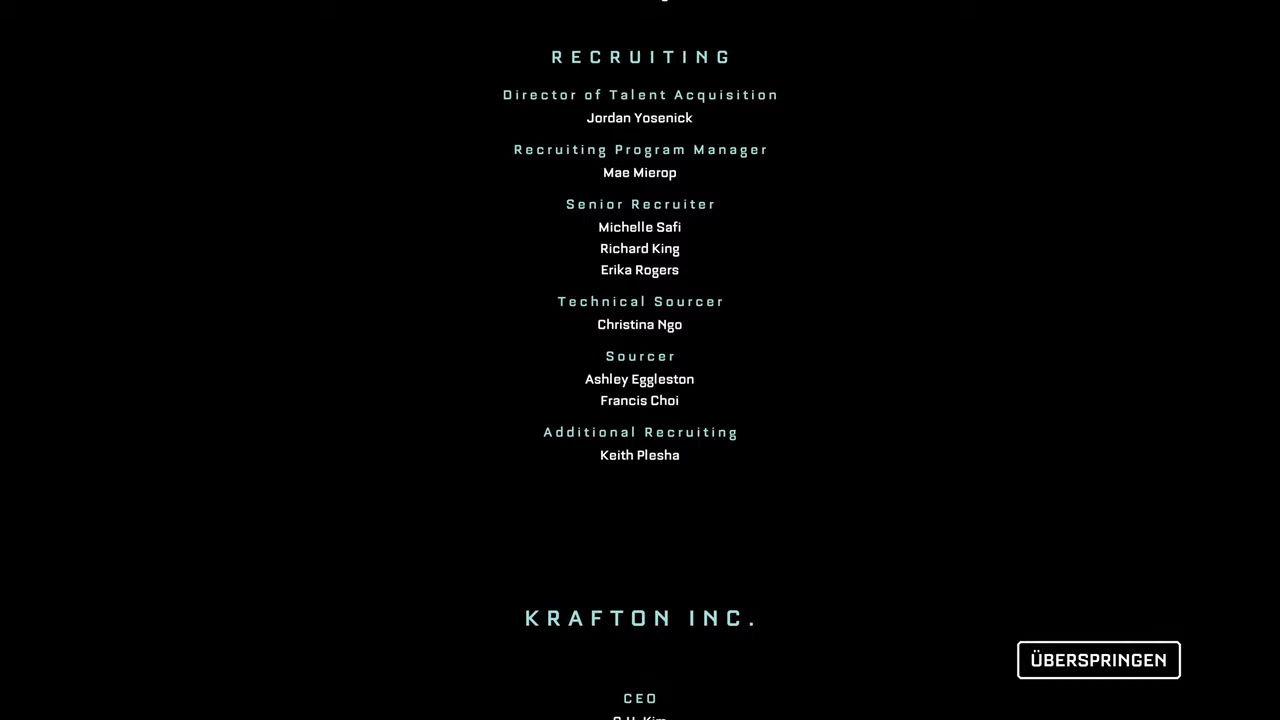 RECRUITING
Director of Talent Acquisition
Jordan Yosenick
Recruiting Program Manager
Mae Mierop
Senior Recruiter
Michelle Safi
Richard King
Erika Rogers
Technical Sourcer
Christina Ngo
Sourcer
Ashley Eggleston
Francis Choi
Additional Recruiting
Keith Plesha
KRAFTON INC.
ÜBERSPRINGEN
CEO
Kim